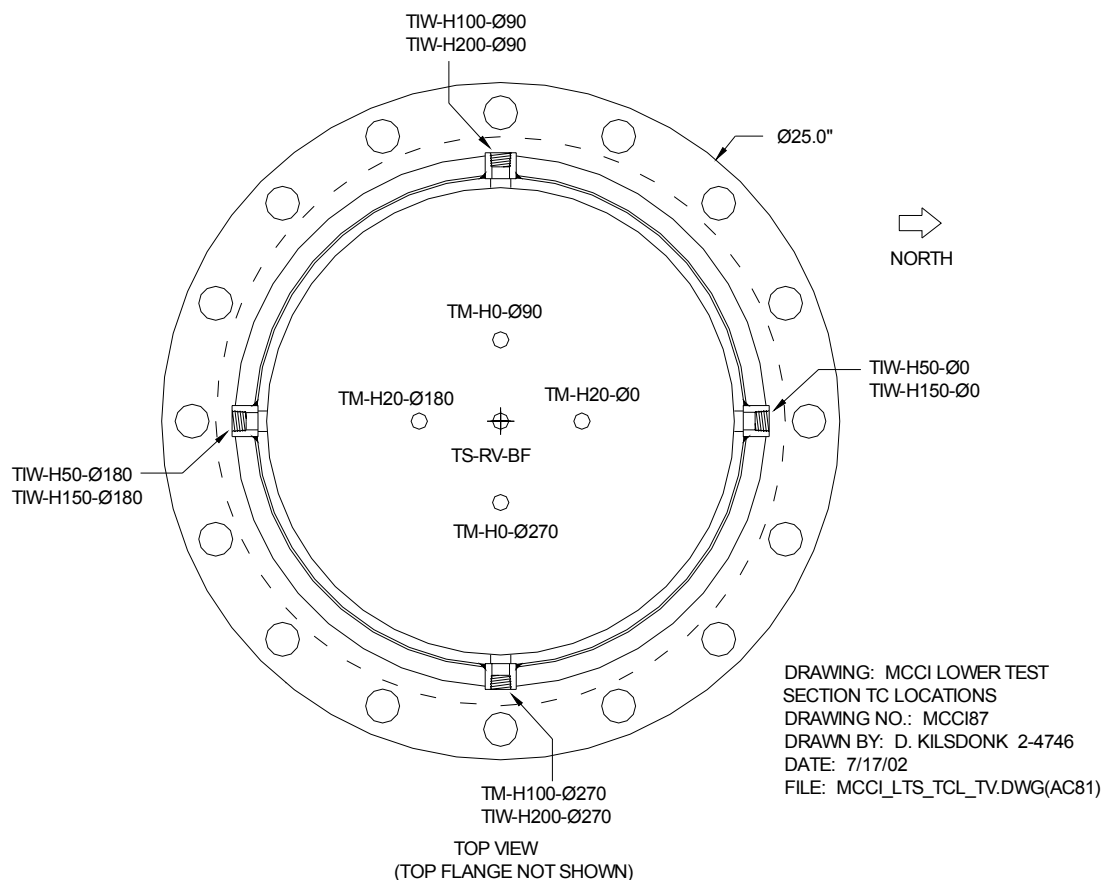 TIW-H100-Ø90
TIW-H200-Ø90
Ø25.0"
NORTH
TM-H0-Ø90
TIW-H50-Ø0
TIW-H150-Ø0
TM-H20-Ø180
TM-H20-Ø0
TS-RV-BF
TIW-H50-Ø180
TIW-H150-Ø180
TM-H0-Ø270
DRAWING: MCCI LOWER TEST
SECTION TC LOCATIONS
DRAWING NO.: MCCI87
DRAWN BY: D. KILSDONK 2-4746
DATE: 7/17/02
FILE: MCCI_LTS_TCL_TV.DWG(AC81)
TM-H100-Ø270
TIW-H200-Ø270
TOP VIEW
(TOP FLANGE NOT SHOWN)